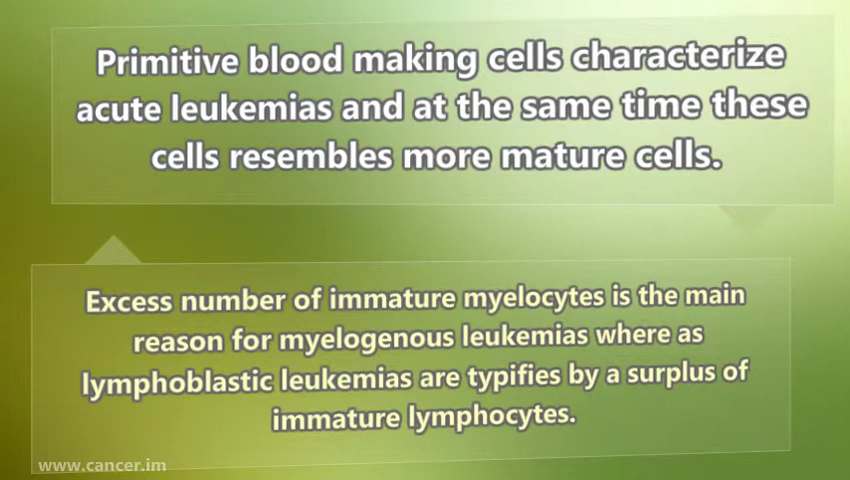 Primitive blood making cells characterize
acute leukemias and at the same time these
cells resembles more mature cells.
Excess number of immature myelocytes is the main
reason for myelogenous leukemias where as
lymphoblastic leukemias are typifies by a surplus of
immature lymphocytes.
www.cancer.im